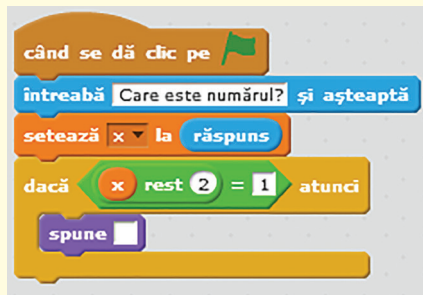 când se dă clic pe
întreabă Care este numărul? și așteaptă
setează x la răspuns
dacă x rest 2 = 1 atunci
spune